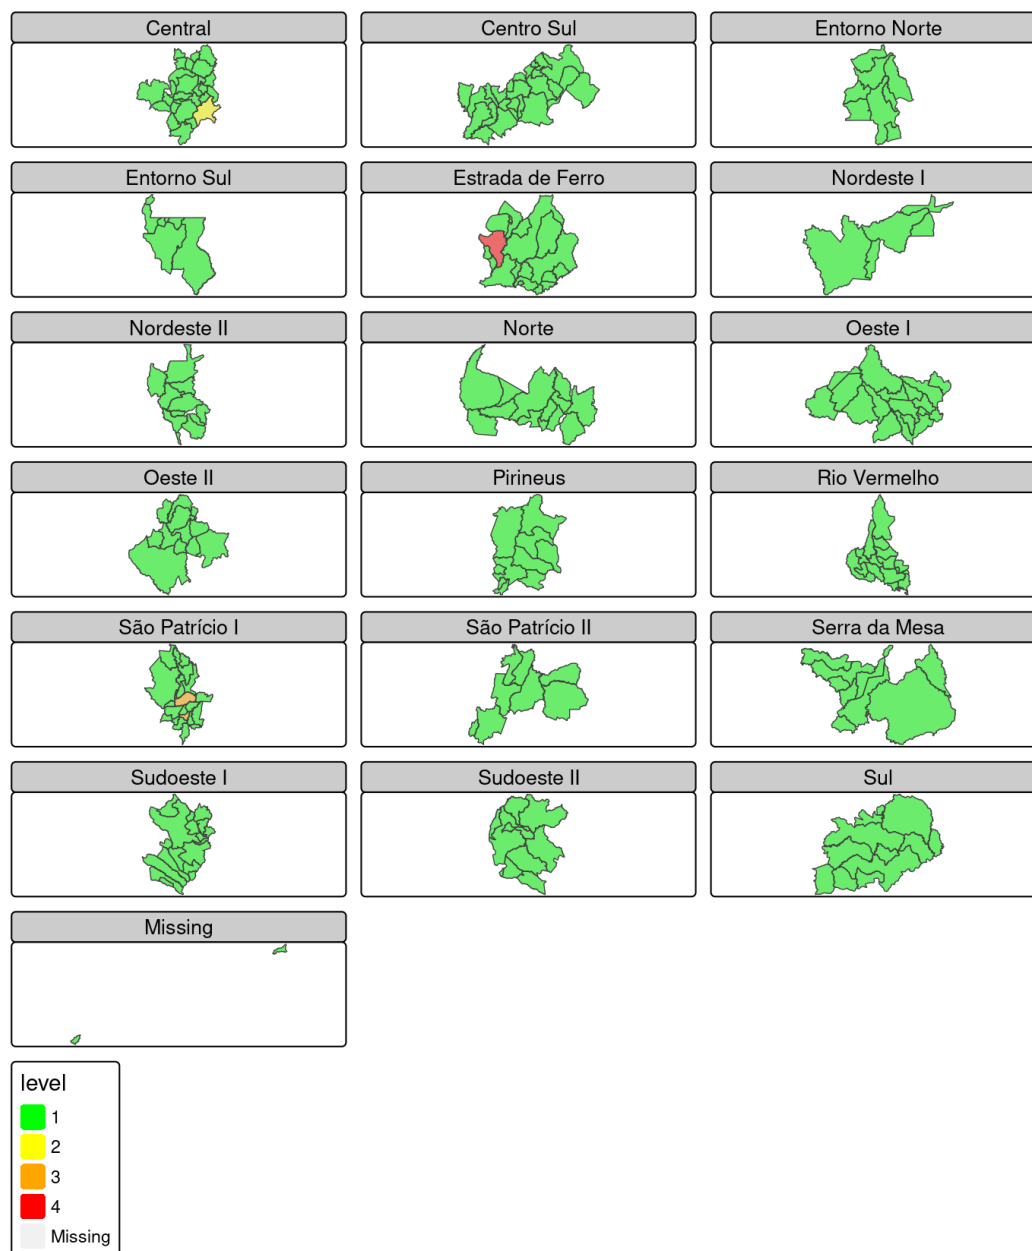 Central
Centro Sul
Entorno Norte
Entorno Sul
Estrada de Ferro
Nordeste I
Nordeste II
Norte
Oeste I
Oeste II
Pirineus
Rio Vermelho
São Patrício I
São Patrício II
Serra da Mesa
Sudoeste I
Sudoeste II
Sul
Missing
level
1
2
3
4
Missing